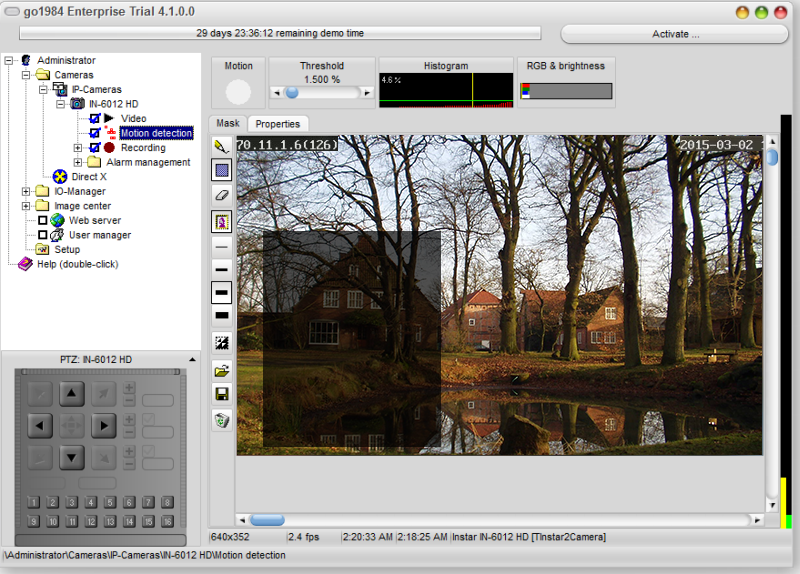 go1984 Enterprise Trial 4.1.0.0
29 days 23:36:12 remaining demo time
Activate ...
Administrator
Cameras
IP-Cameras
IN-6012 HD
Video
Motion detection
Recording
Alarm management
Direct X
IO-Manager
Image center
Web server
User manager
Setup
Help (double-click)
Motion
Threshold
1.500 %
Histogram
4.6 %
RGB & brightness
Mask
Properties
70.11.1.6(126)
2015-03-02 1
PTZ: IN-6012 HD
1 2 3 4 5 6 7 8
9 10 11 12 13 14 15 16
640x352
2.4 fps
2:20:33 AM
2:18:25 AM
Instar IN-6012 HD [TInstar2Camera]
\Administrator\Cameras\IP-Cameras\IN-6012 HD\Motion detection